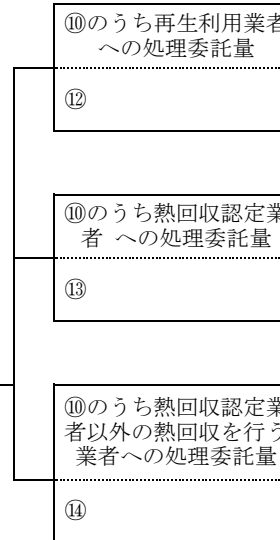 ⑩のうち再生利用業者
への処理委託量
⑫
⑩のうち熱回収認定業
者 への処理委託量
⑬
⑩のうち熱回収認定業
者以外の熱回収を行う
業者への処理委託量
⑭